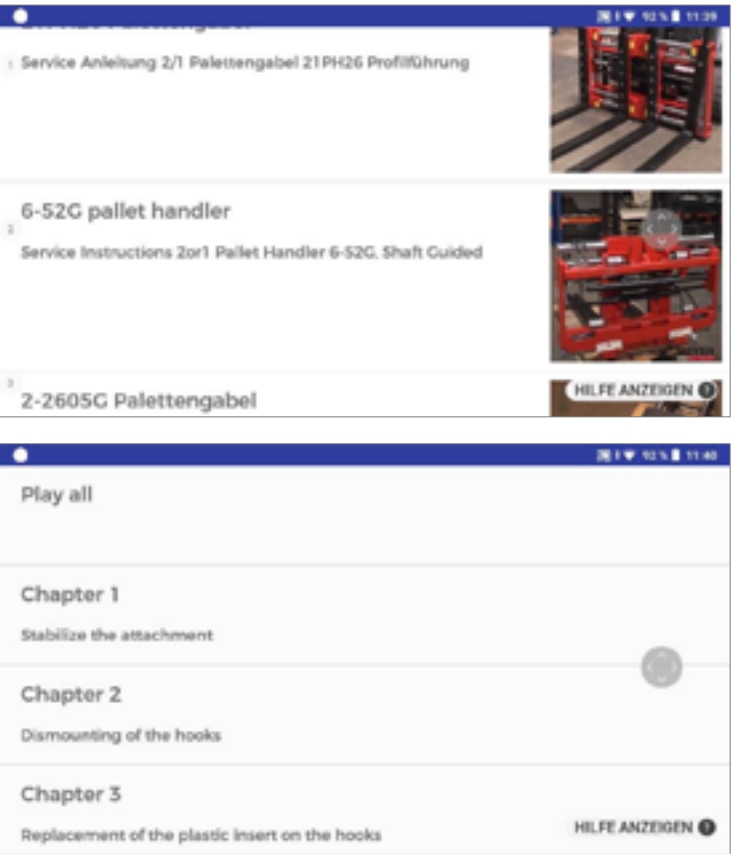 92 % 11:39
1
Service Anleitung 2/1 Palettengabel 21PH26 Profilführung
6-52G pallet handler
2
Service Instructions 2or1 Pallet Handler 6-52G, Shaft Guided
3
2-2605G Palettengabel
HILFE ANZEIGEN ?
92 % 11:40
Play all
Chapter 1
Stabilize the attachment
Chapter 2
Dismounting of the hooks
Chapter 3
Replacement of the plastic insert on the hooks
HILFE ANZEIGEN ?